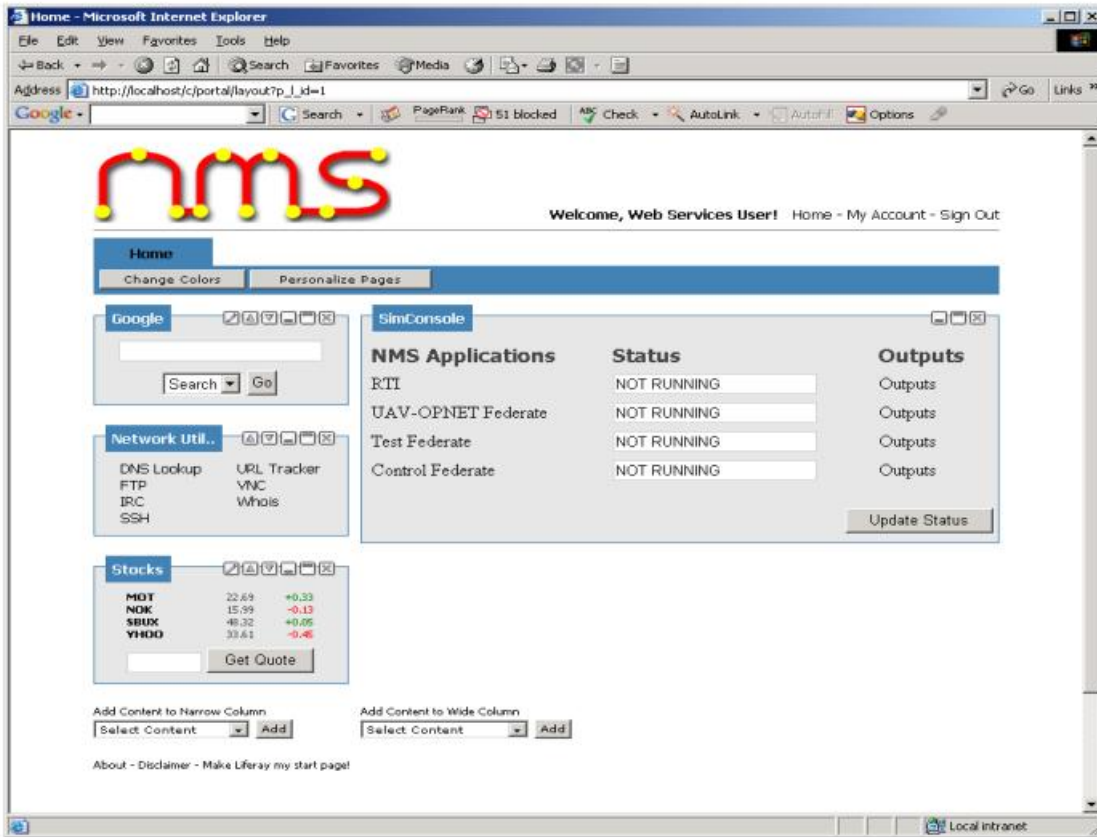 Home - Microsoft Internet Explorer
File Edit View Favorites Tools Help
Back Search Favorites Media
Address http://localhost/c/portal/layout?p_l_id=1 Go Links »
Google Search PageRank 51 blocked ABC Check AutoLink AutoFill Options
nms
Welcome, Web Services User! Home - My Account - Sign Out
Home
Change Colors Personalize Pages
Google
Search Go
Network Util..
DNS Lookup URL Tracker
FTP VNC
IRC Whois
SSH
Stocks
MOT 22.69 +0.33
NOK 15.99 -0.13
SBUX 48.32 +0.05
YHOO 33.61 -0.45
Get Quote
SimConsole
NMS Applications Status Outputs
RTI NOT RUNNING Outputs
UAV-OPNET Federate NOT RUNNING Outputs
Test Federate NOT RUNNING Outputs
Control Federate NOT RUNNING Outputs
Update Status
Add Content to Narrow Column
Select Content Add
Add Content to Wide Column
Select Content Add
About - Disclaimer - Make Liferay my start page!
Local intranet